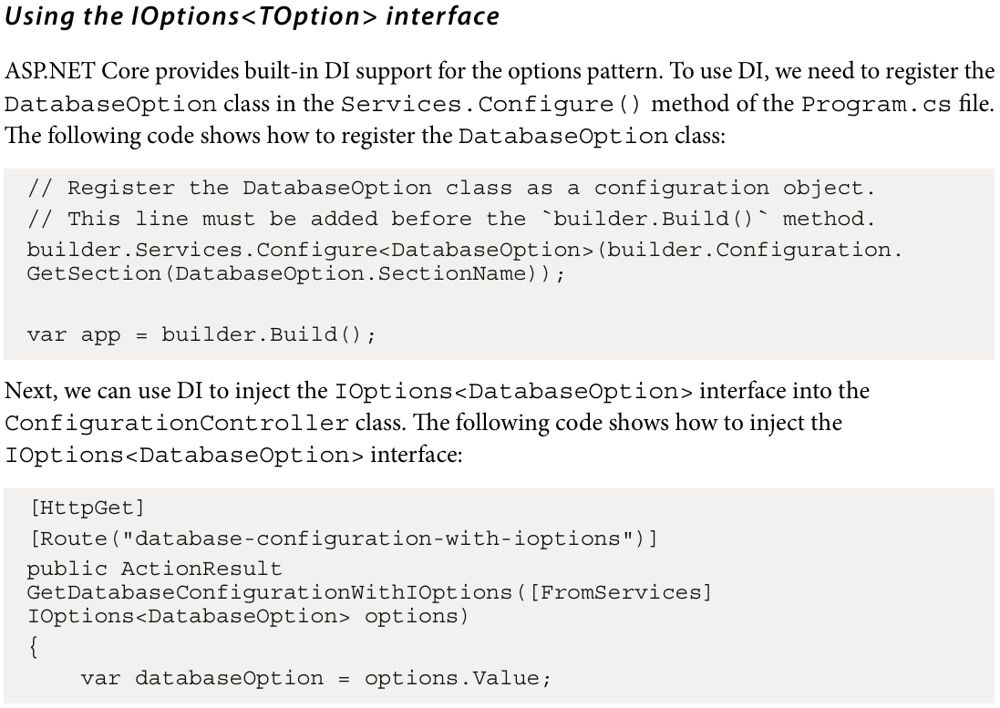 Using the IOptions<TOption> interface
ASP.NET Core provides built-in DI support for the options pattern. To use DI, we need to register the
DatabaseOption class in the Services.Configure() method of the Program.cs file.
The following code shows how to register the DatabaseOption class:
// Register the DatabaseOption class as a configuration object.
// This line must be added before the `builder.Build()` method.
builder.Services.Configure<DatabaseOption>(builder.Configuration.
GetSection(DatabaseOption.SectionName));
var app = builder.Build();
Next, we can use DI to inject the IOptions<DatabaseOption> interface into the
ConfigurationController class. The following code shows how to inject the
IOptions<DatabaseOption> interface:
[HttpGet]
[Route("database-configuration-with-ioptions")]
public ActionResult
GetDatabaseConfigurationWithIOptions([FromServices]
IOptions<DatabaseOption> options)
{
    var databaseOption = options.Value;